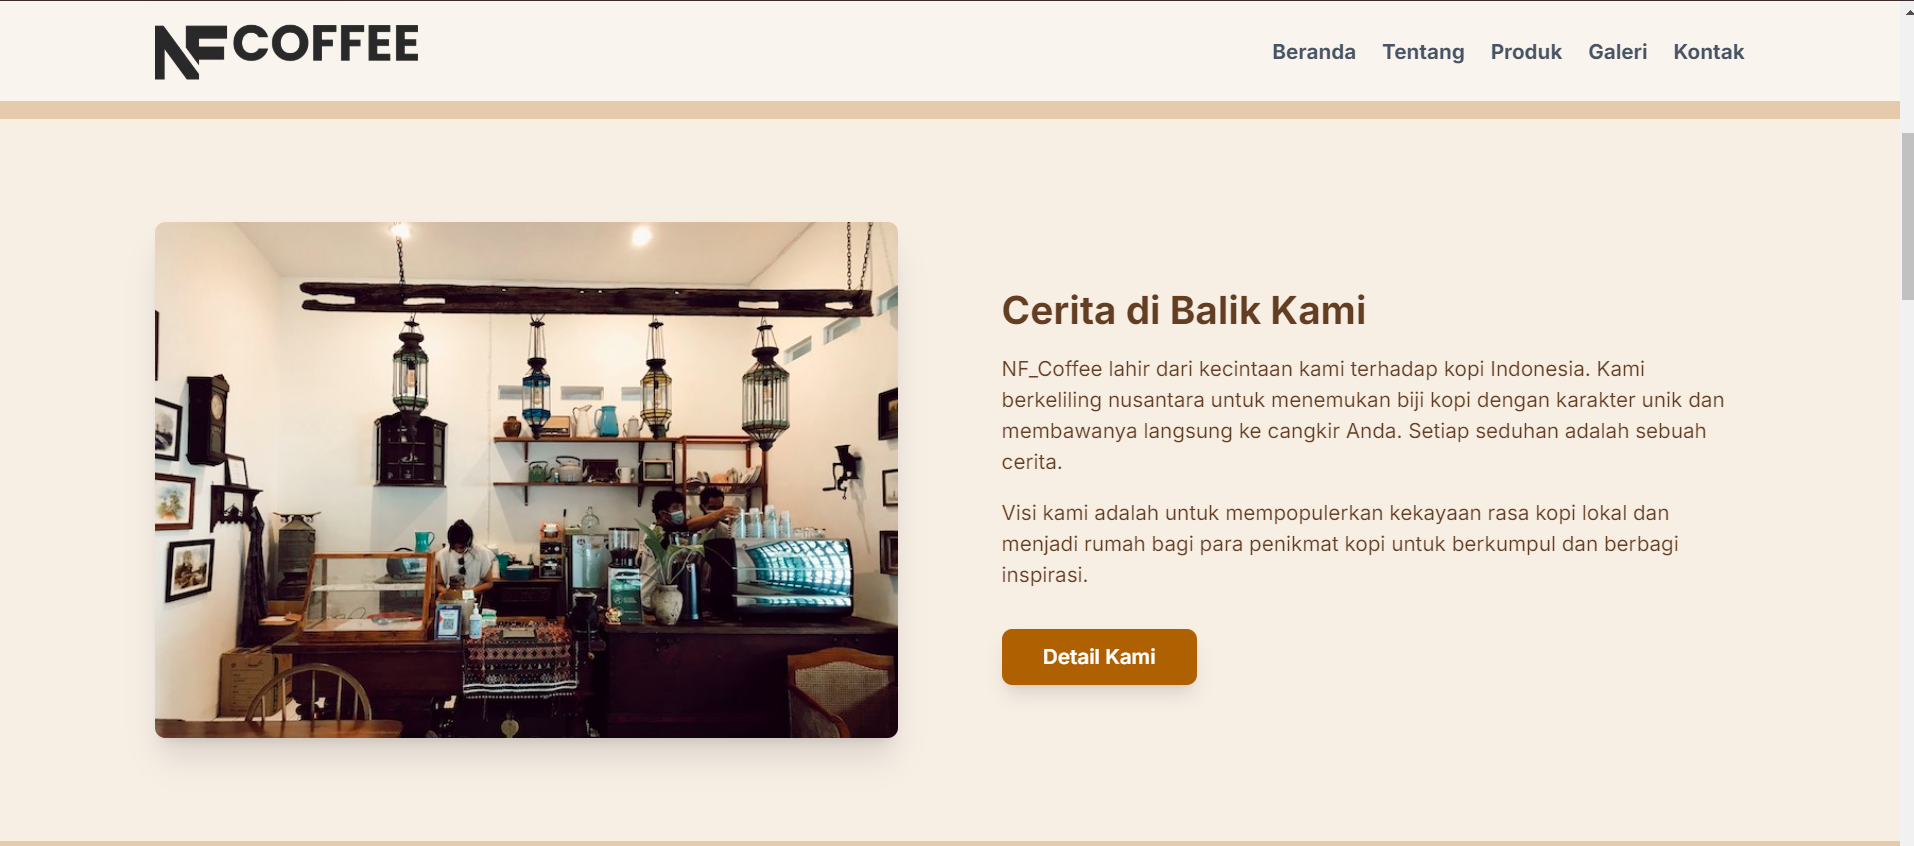 NF COFFEE
Beranda Tentang Produk Galeri Kontak
Cerita di Balik Kami
NF_Coffee lahir dari kecintaan kami terhadap kopi Indonesia. Kami
berkeliling nusantara untuk menemukan biji kopi dengan karakter unik dan
membawanya langsung ke cangkir Anda. Setiap seduhan adalah sebuah
cerita.
Visi kami adalah untuk mempopulerkan kekayaan rasa kopi lokal dan
menjadi rumah bagi para penikmat kopi untuk berkumpul dan berbagi
inspirasi.
Detail Kami